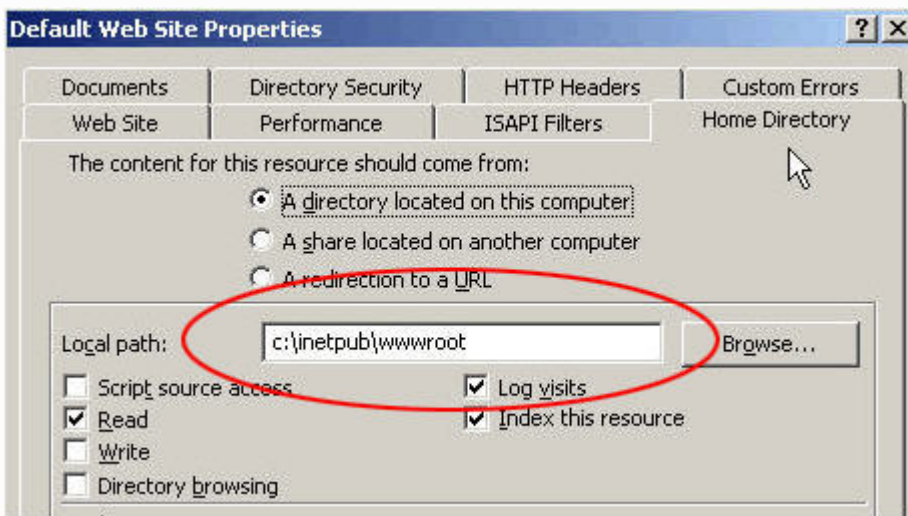 Default Web Site Properties
Documents Directory Security HTTP Headers Custom Errors
Web Site Performance ISAPI Filters Home Directory
The content for this resource should come from:
A directory located on this computer
A share located on another computer
A redirection to a URL
Local path: c:\inetpub\wwwroot Browse...
Script source access Log visits
Read Index this resource
Write
Directory browsing